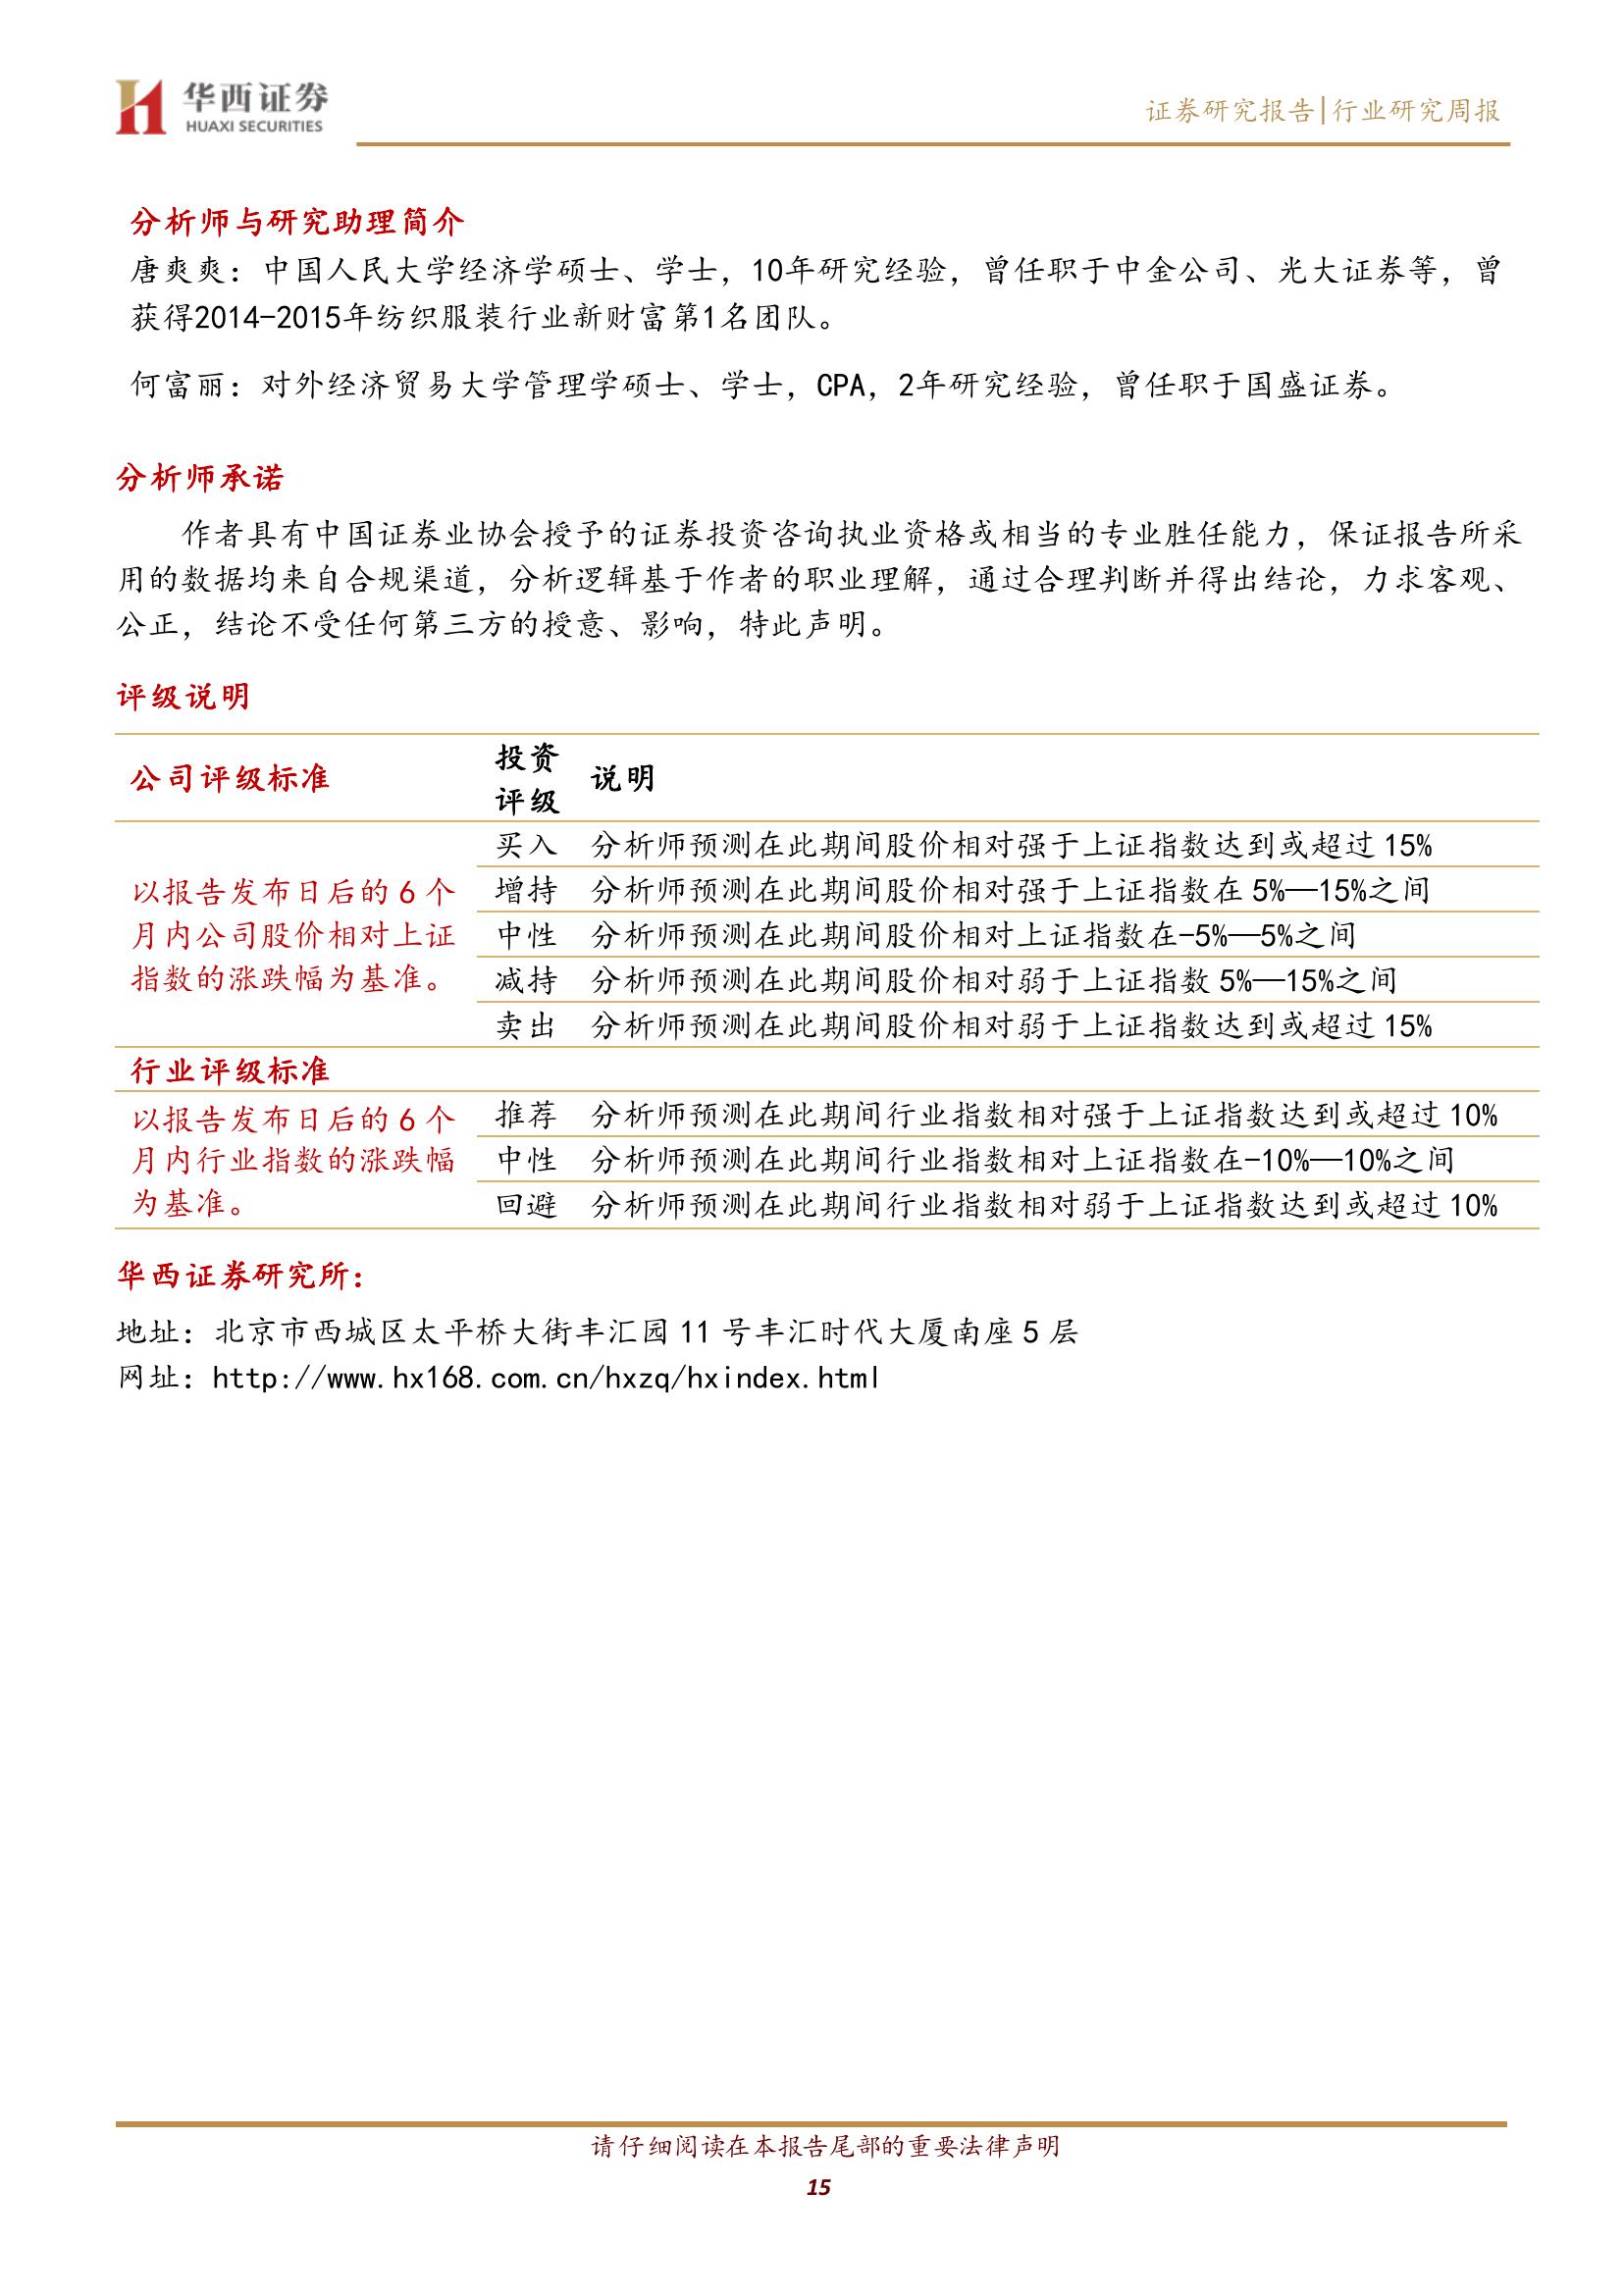 华西证券
HUAXI SECURITIES
证券研究报告|行业研究周报
分析师与研究助理简介
唐爽爽：中国人民大学经济学硕士、学士，10年研究经验，曾任职于中金公司、光大证券等，曾
获得2014-2015年纺织服装行业新财富第1名团队。
何富丽：对外经济贸易大学管理学硕士、学士，CPA，2年研究经验，曾任职于国盛证券。
分析师承诺
作者具有中国证券业协会授予的证券投资咨询执业资格或相当的专业胜任能力，保证报告所采
用的数据均来自合规渠道，分析逻辑基于作者的职业理解，通过合理判断并得出结论，力求客观、
公正，结论不受任何第三方的授意、影响，特此声明。
评级说明
公司评级标准
投资
评级
说明
以报告发布日后的 6 个
月内公司股价相对上证
指数的涨跌幅为基准。
买入 分析师预测在此期间股价相对强于上证指数达到或超过 15%
增持 分析师预测在此期间股价相对强于上证指数在 5%—15%之间
中性 分析师预测在此期间股价相对上证指数在-5%—5%之间
减持 分析师预测在此期间股价相对弱于上证指数 5%—15%之间
卖出 分析师预测在此期间股价相对弱于上证指数达到或超过 15%
行业评级标准
以报告发布日后的 6 个
月内行业指数的涨跌幅
为基准。
推荐 分析师预测在此期间行业指数相对强于上证指数达到或超过 10%
中性 分析师预测在此期间行业指数相对上证指数在-10%—10%之间
回避 分析师预测在此期间行业指数相对弱于上证指数达到或超过 10%
华西证券研究所：
地址：北京市西城区太平桥大街丰汇园 11 号丰汇时代大厦南座 5 层
网址：http://www.hx168.com.cn/hxzq/hxindex.html
请仔细阅读在本报告尾部的重要法律声明
15